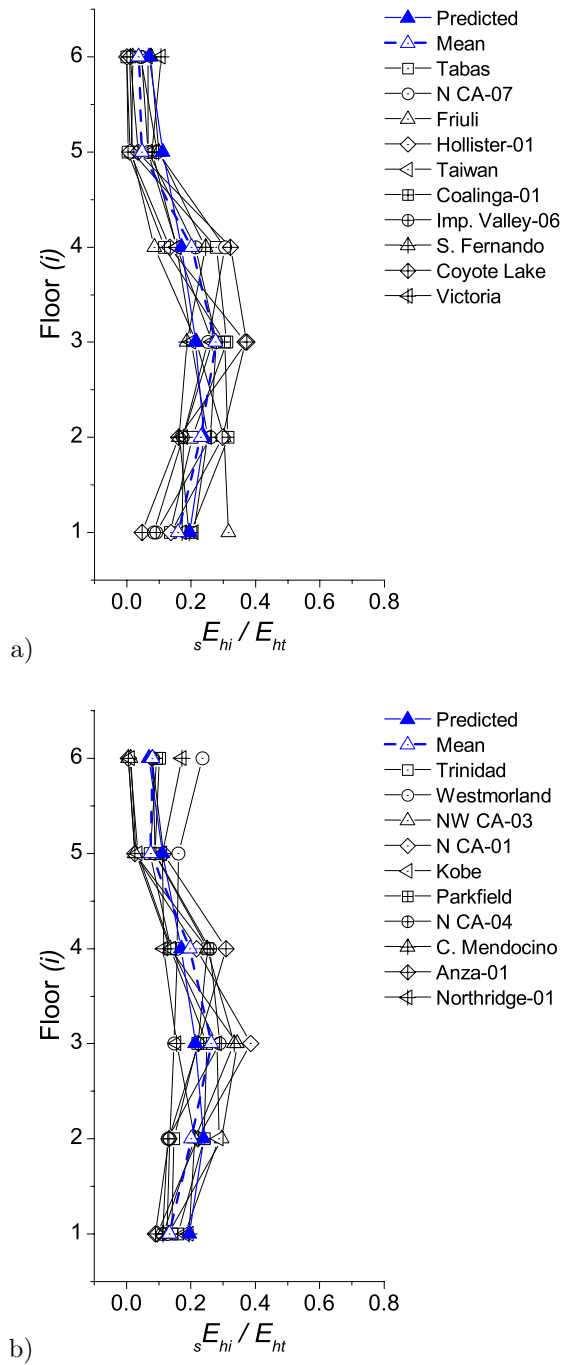 Predicted
Mean
Tabas
N CA-07
Friuli
Hollister-01
Taiwan
Coalinga-01
Imp. Valley-06
S. Fernando
Coyote Lake
Victoria
6
5
4
3
2
1
Floor (i)
0.0 0.2 0.4 0.6 0.8
sEhi / Eht
a)
Predicted
Mean
Trinidad
Westmorland
NW CA-03
N CA-01
Kobe
Parkfield
N CA-04
C. Mendocino
Anza-01
Northridge-01
6
5
4
3
2
1
Floor (i)
0.0 0.2 0.4 0.6 0.8
sEhi / Eht
b)